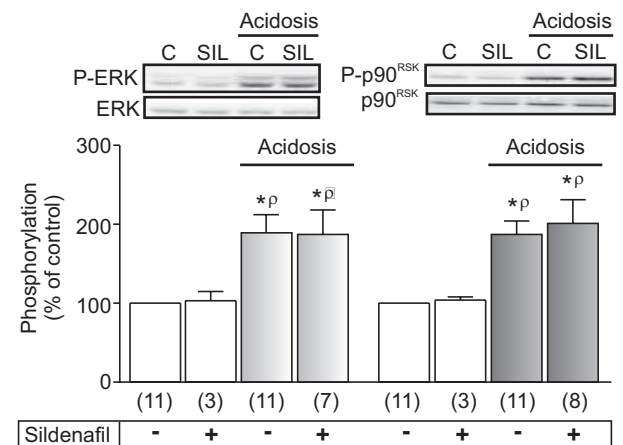 Acidosis
Acidosis
C SIL C SIL
C SIL C SIL
P-ERK
P-p90RSK
ERK
p90RSK
300
Acidosis
Acidosis
*ρ *ρ
*ρ *ρ
200
100
0
Phosphorylation
(% of control)
(11) (3) (11) (7) (11) (3) (11) (8)
Sildenafil - + - + - + - +